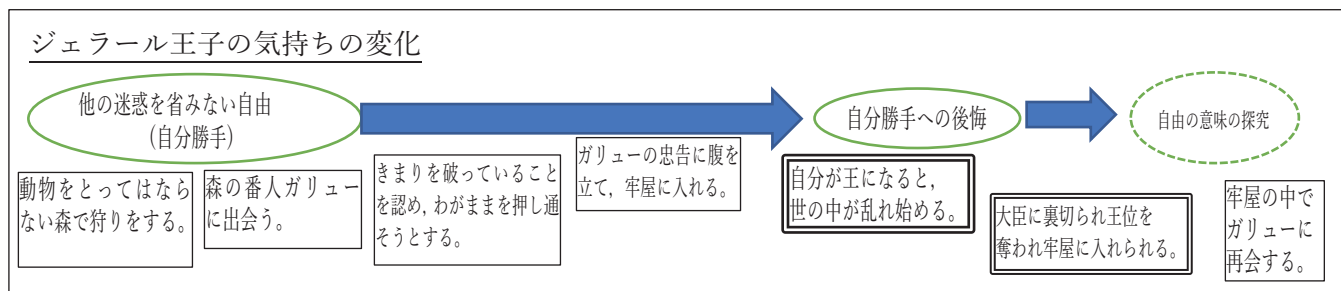 ジェラール王子の気持ちの変化
他の迷惑を省みない自由
(自分勝手)
自分勝手への後悔
自由の意味の探究
動物をとってはなら
ない森で狩りをする。
森の番人ガリュー
に出会う。
きまりを破っていること
を認め,わがままを押し通
そうとする。
ガリューの忠告に腹を
立て,牢屋に入れる。
自分が王になると,
世の中が乱れ始める。
大臣に裏切られ王位を
奪われ牢屋に入れられる。
牢屋の中で
ガリューに
再会する。